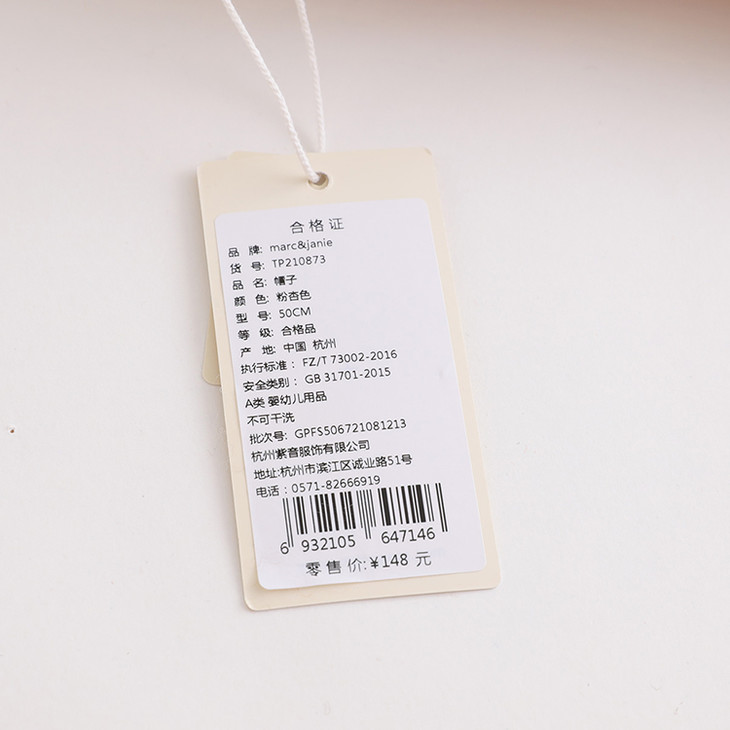 合格证
品 牌: marc&janie
货 号: TP210873
品 名: 帽子
颜 色: 粉杏色
型 号: 50CM
等 级: 合格品
产 地: 中国 杭州
执行标准： FZ/T 73002-2016
安全类别： GB 31701-2015
A类 婴幼儿用品
不可干洗
批次号: GPFS506721081213
杭州紫音服饰有限公司
地址:杭州市滨江区诚业路51号
电话：0571-82666919
6 932105 647146
零售价:¥148 元